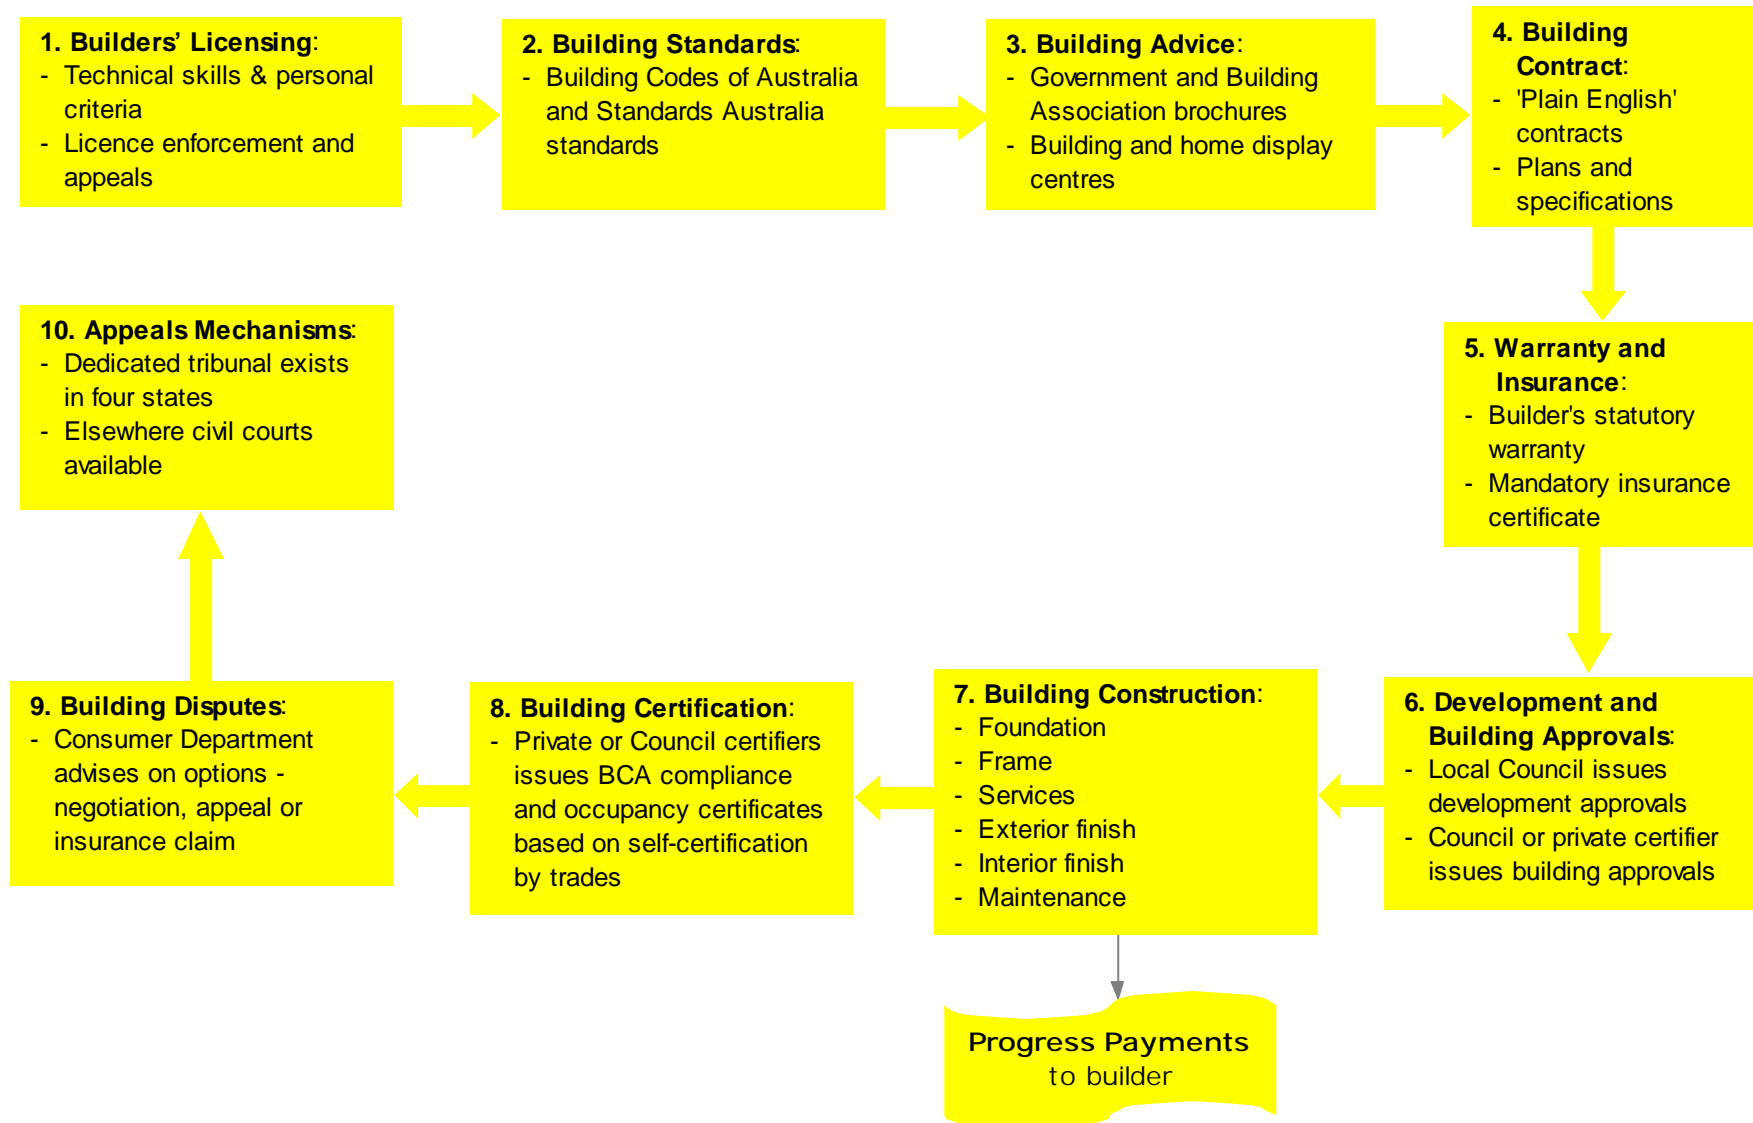 1. Builders’ Licensing:
- Technical skills & personal
criteria
- Licence enforcement and
appeals
2. Building Standards:
- Building Codes of Australia
and Standards Australia
standards
3. Building Advice:
- Government and Building
Association brochures
- Building and home display
centres
4. Building
Contract:
- 'Plain English'
contracts
- Plans and
specifications
5. Warranty and
Insurance:
- Builder's statutory
warranty
- Mandatory insurance
certificate
6. Development and
Building Approvals:
- Local Council issues
development approvals
- Council or private certifier
issues building approvals
7. Building Construction:
- Foundation
- Frame
- Services
- Exterior finish
- Interior finish
- Maintenance
Progress Payments
to builder
8. Building Certification:
- Private or Council certifiers
issues BCA compliance
and occupancy certificates
based on self-certification
by trades
9. Building Disputes:
- Consumer Department
advises on options -
negotiation, appeal or
insurance claim
10. Appeals Mechanisms:
- Dedicated tribunal exists
in four states
- Elsewhere civil courts
available